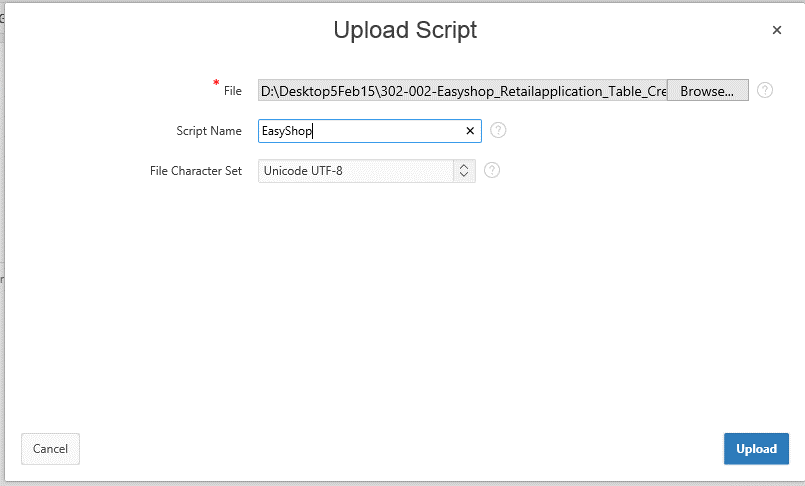 Upload Script
* File D:\Desktop5Feb15\302-002-Easyshop_Retailapplication_Table_Cre Browse... ?
Script Name EasyShop ?
File Character Set Unicode UTF-8 ?
Cancel Upload